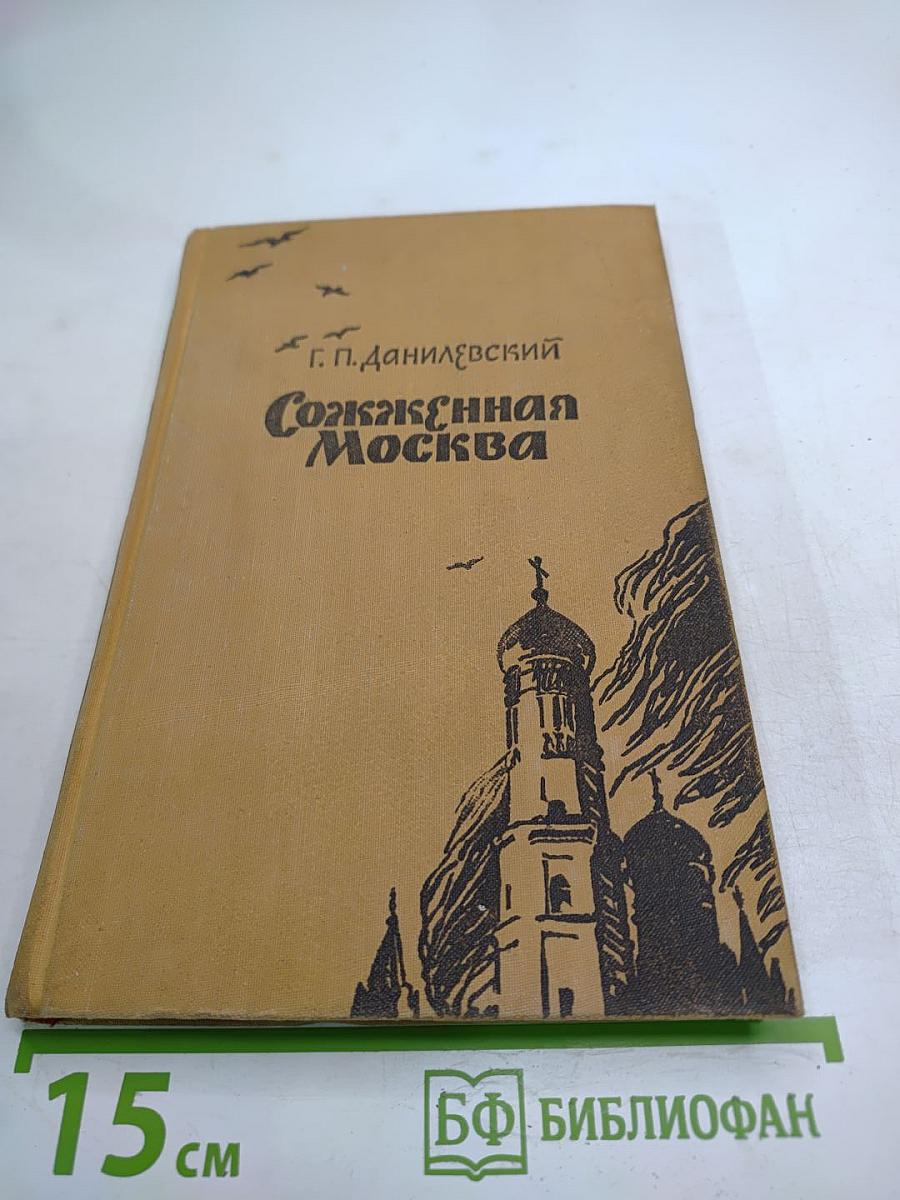 Г. П. Данилевский
Сожженная
Москва
15 см
БФ БИБЛИОФАН